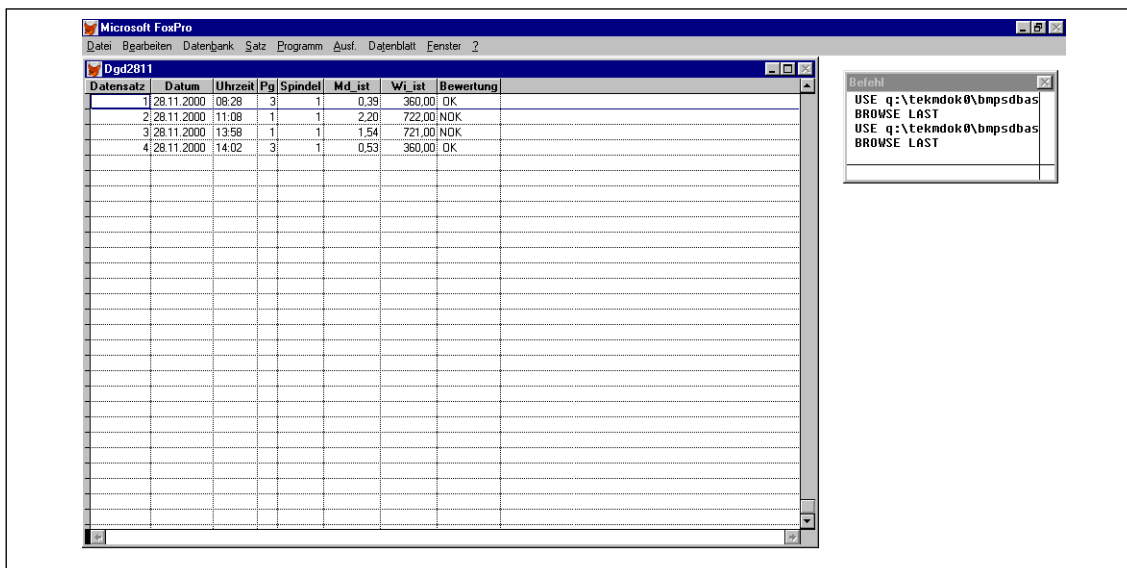 Microsoft FoxPro
Datei Bearbeiten Datenbank Satz Programm Ausf. Datenblatt Fenster ?
Dgd2811
Datensatz Datum Uhrzeit Pg Spindel Md_ist Wi_ist Bewertung
1 28.11.2000 08:28 3 1 0,39 360,00 OK
2 28.11.2000 11:08 1 1 2,20 722,00 NOK
3 28.11.2000 13:58 1 1 1,54 721,00 NOK
4 28.11.2000 14:02 3 1 0,53 360,00 OK
Befehl
USE q:\tekmdok0\bmpsdbas
BROWSE LAST
USE q:\tekmdok0\bmpsdbas
BROWSE LAST